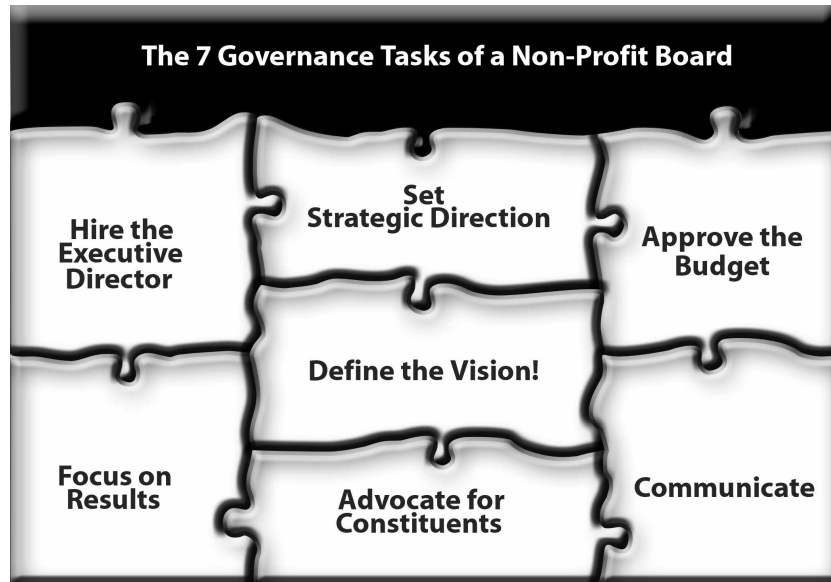 The 7 Governance Tasks of a Non-Profit Board
Hire the
Executive
Director
Set
Strategic Direction
Approve the
Budget
Define the Vision!
Focus on
Results
Advocate for
Constituents
Communicate